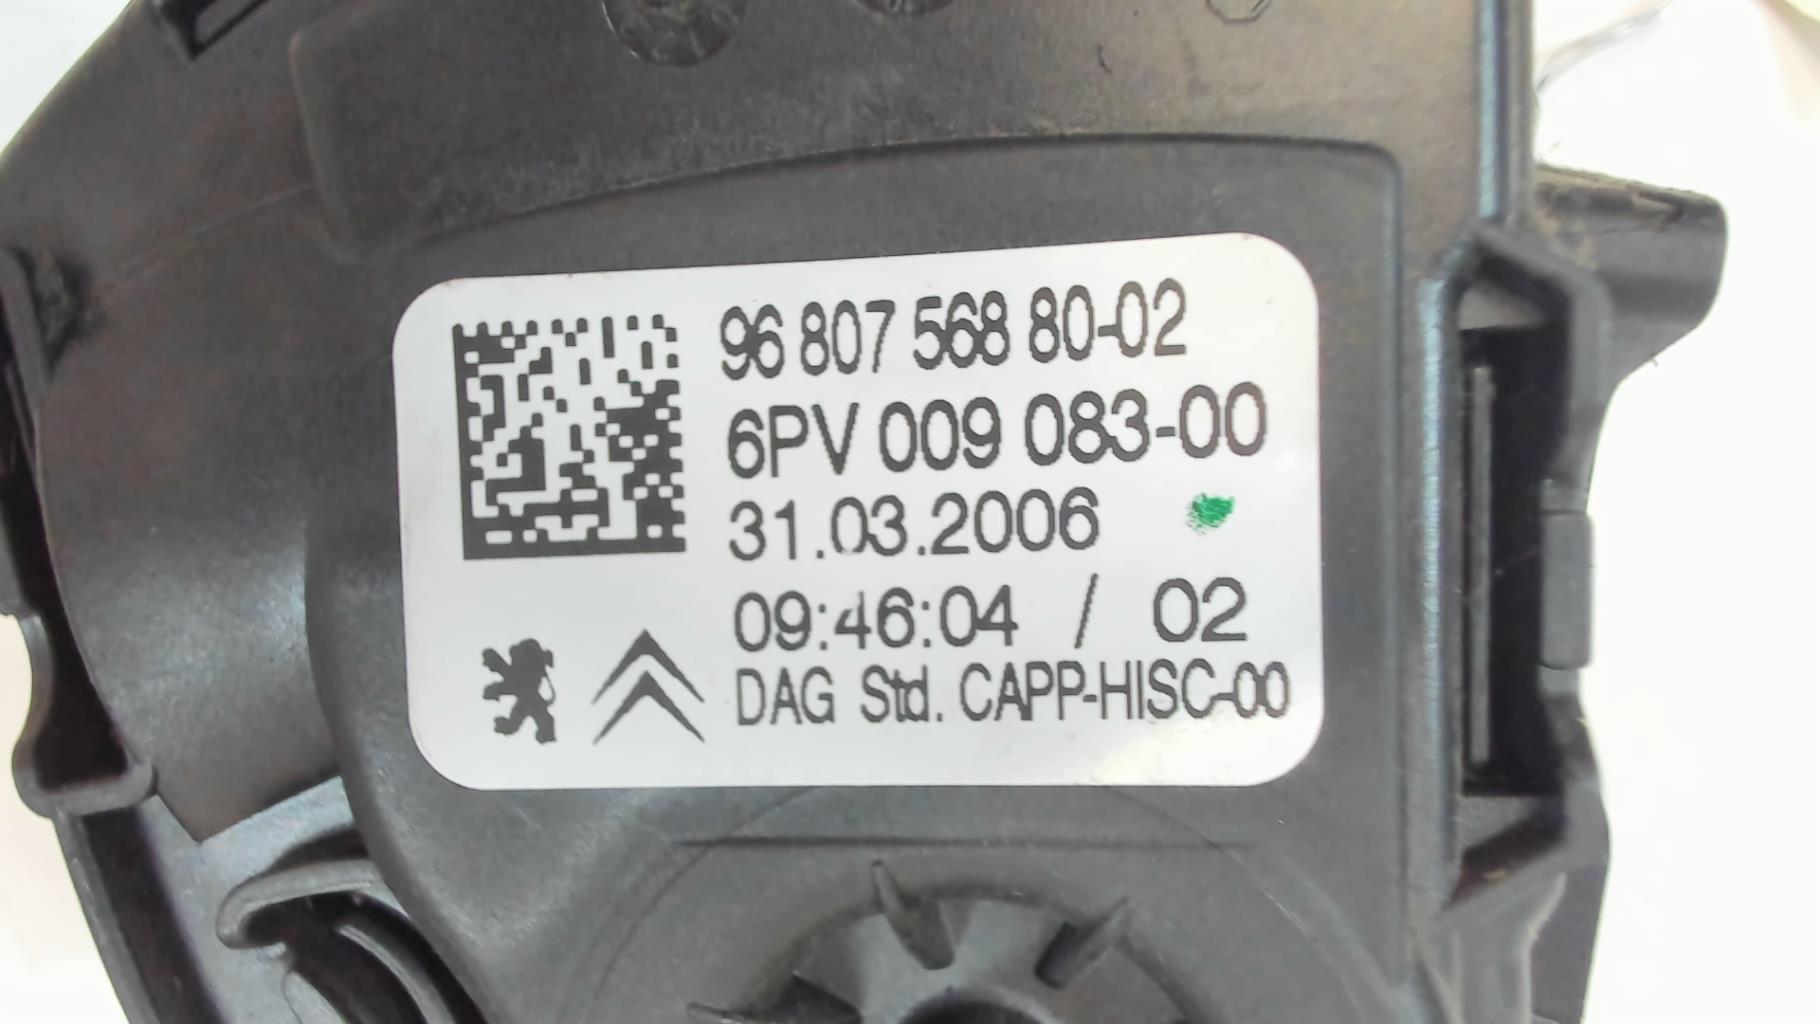 96 807 568 80-02
6PV 009 083-00
31.03.2006
09:46:04 / 02
DAG Std. CAPP-HISC-00